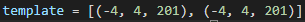 template = [(-4, 4, 201), (-4, 4, 201)]